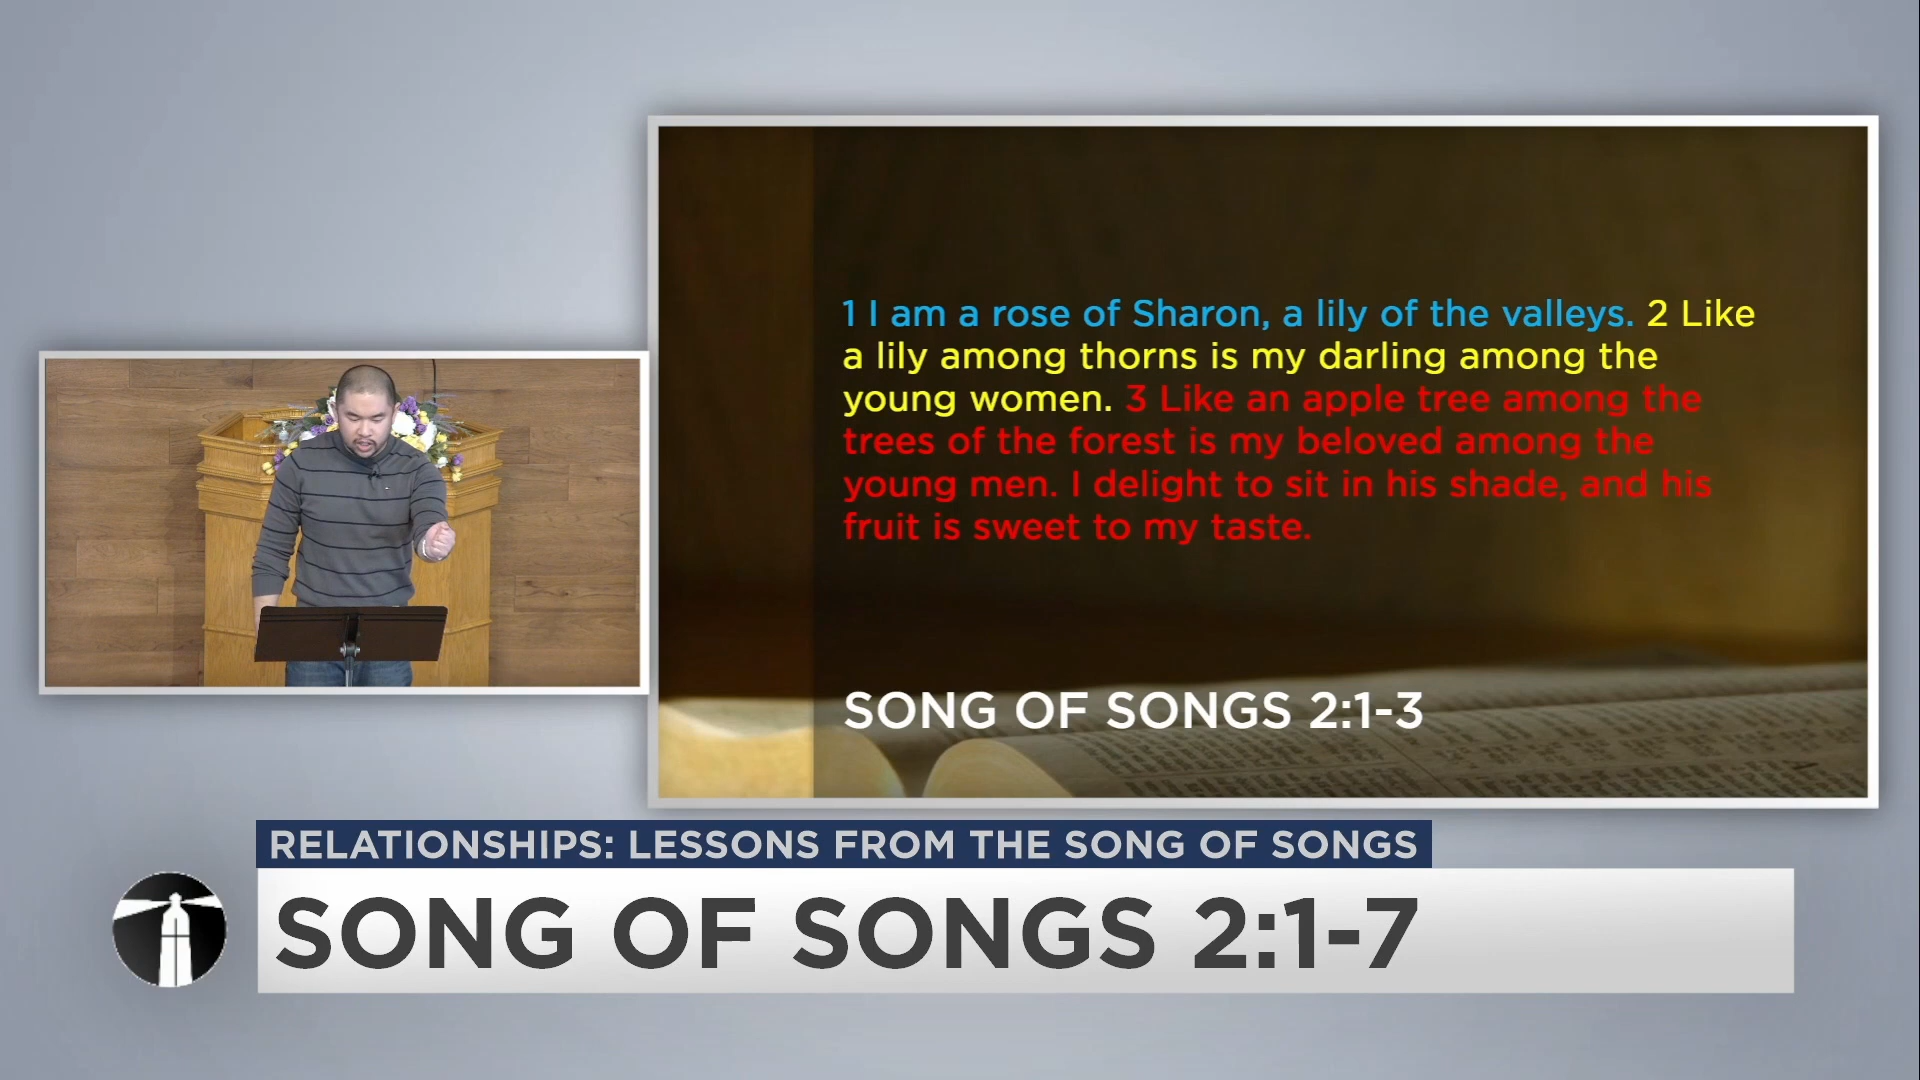 1 I am a rose of Sharon, a lily of the valleys. 2 Like
a lily among thorns is my darling among the
young women. 3 Like an apple tree among the
trees of the forest is my beloved among the
young men. I delight to sit in his shade, and his
fruit is sweet to my taste.
SONG OF SONGS 2:1-3
RELATIONSHIPS: LESSONS FROM THE SONG OF SONGS
SONG OF SONGS 2:1-7